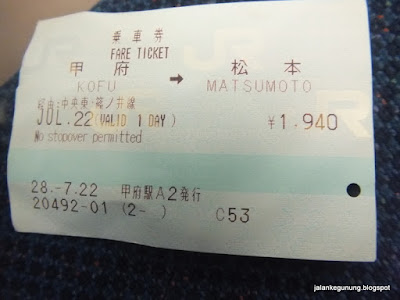 乗車券
FARE TICKET
甲府 → 松本
KOFU MATSUMOTO
経由:中央東・篠ノ井線
JUL.22(VALID 1 DAY) ¥1,940
No stopover permitted
28.-7.22 甲府駅A2発行
20492-01 (2- ) C53
jalankegunung.blogspot